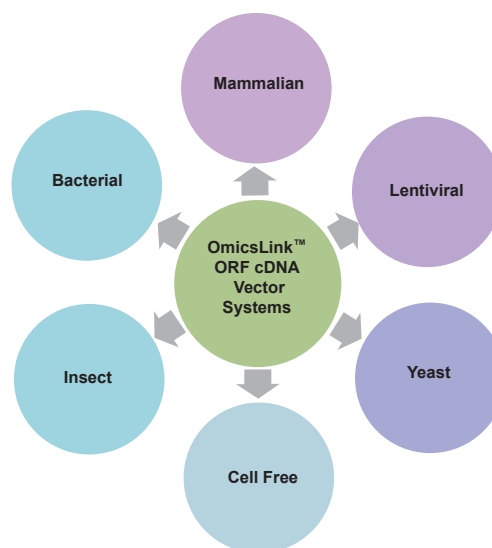 Mammalian
Bacterial
Lentiviral
OmicsLink™
ORF cDNA
Vector
Systems
Insect
Yeast
Cell Free